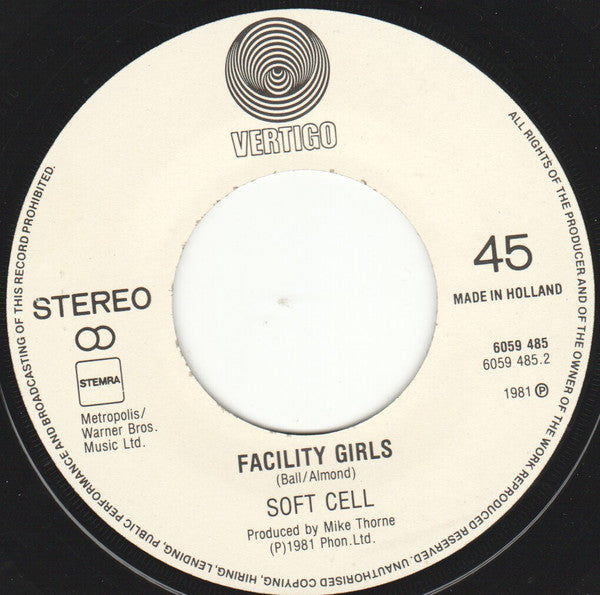 VERTIGO
45
MADE IN HOLLAND
STEREO
STEMRA
6059 485
6059 485.2
1981 Ⓟ
Metropolis/
Warner Bros.
Music Ltd.
FACILITY GIRLS
(Ball/Almond)
SOFT CELL
Produced by Mike Thorne
(P)1981 Phon.Ltd.
ALL RIGHTS OF THE PRODUCER AND OF THE OWNER OF THE WORK REPRODUCED RESERVED. UNAUTHORISED COPYING, HIRING, LENDING, PUBLIC PERFORMANCE AND BROADCASTING OF THIS RECORD PROHIBITED.